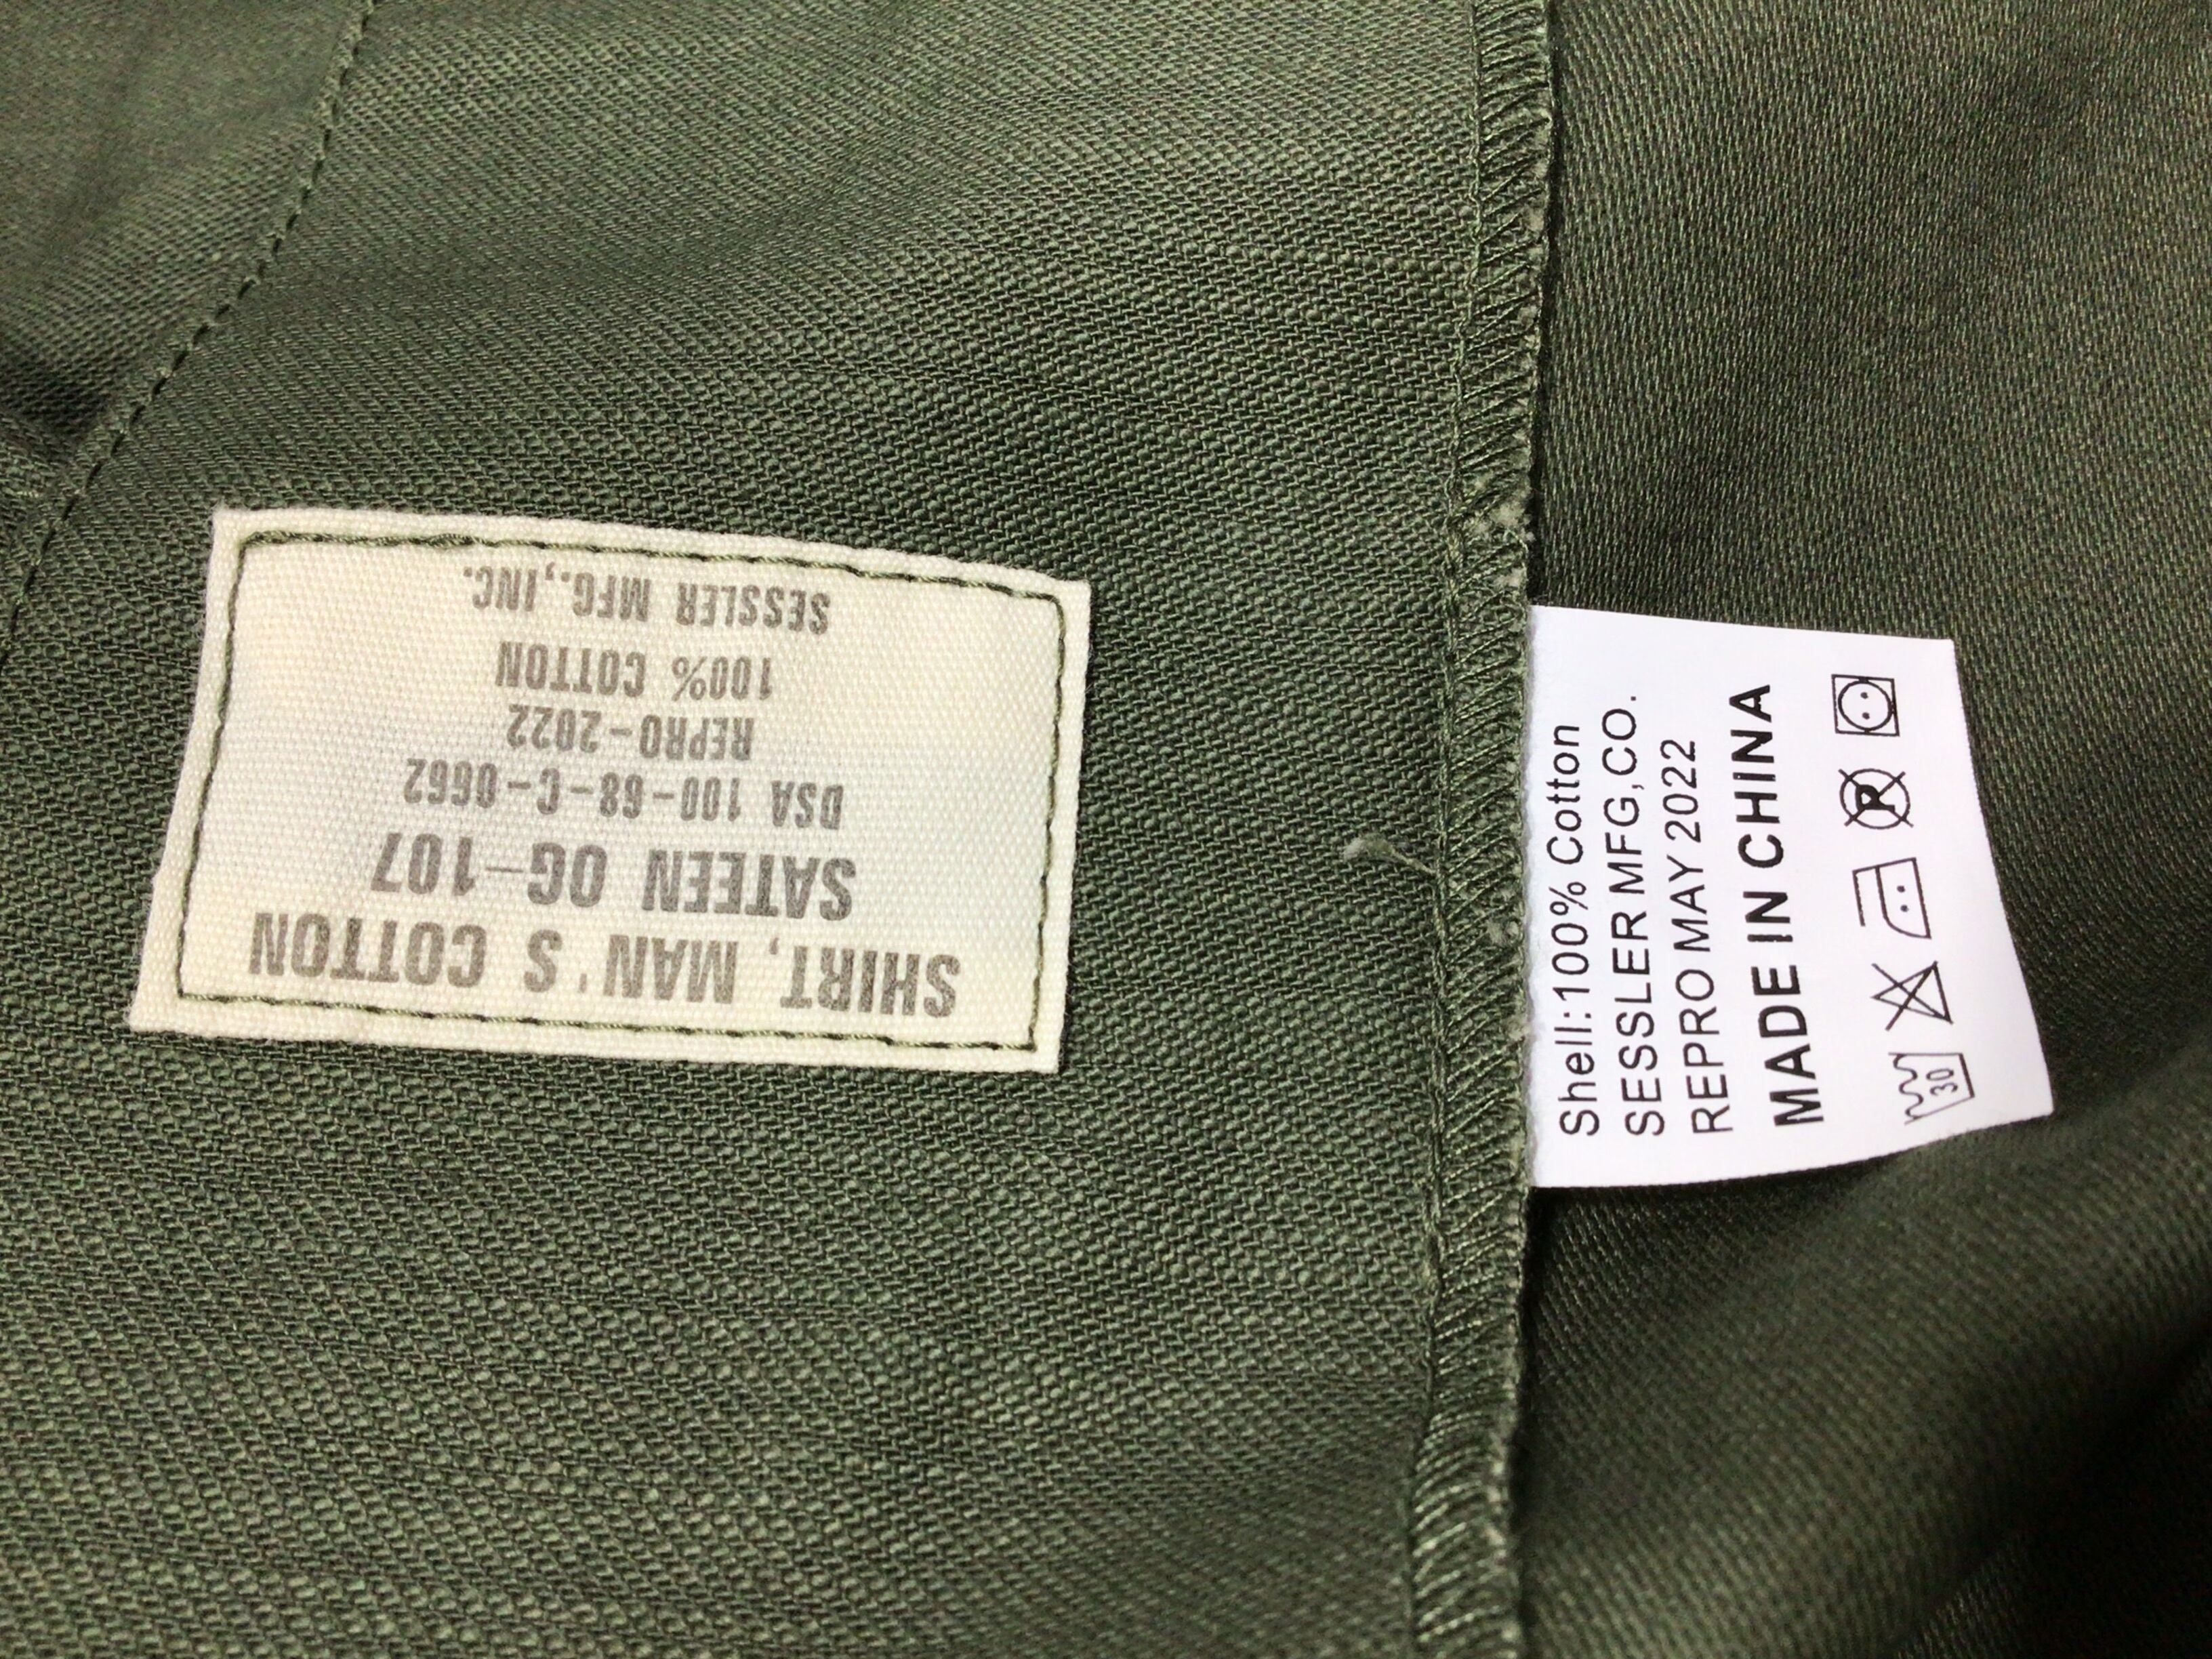 SHIRT, MAN'S COTTON
SATEEN OG-107
DSA 100-68-C-0662
REPRO-2022
100% COTTON
SESSLER MFG.,INC.
Shell:100% Cotton
SESSLER MFG,CO.
REPRO MAY 2022
MADE IN CHINA
30 P